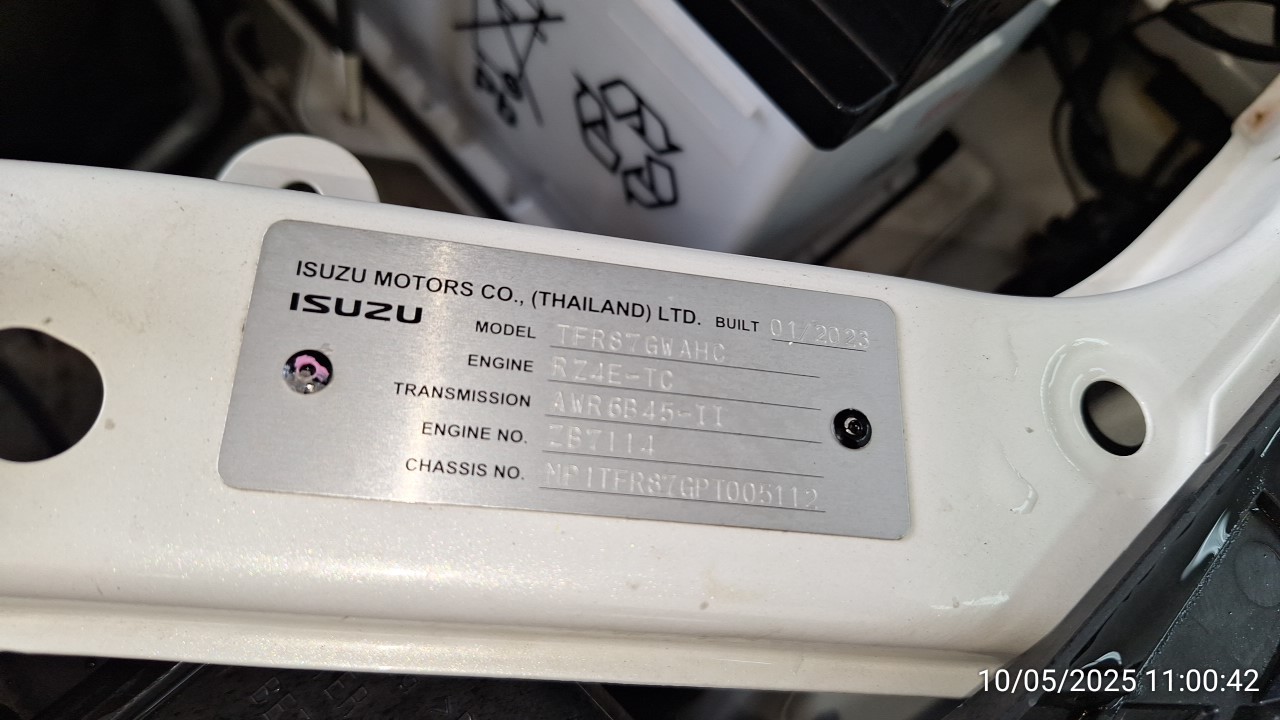 ISUZU MOTORS CO., (THAILAND) LTD. BUILT 01/2023
ISUZU
MODEL TFR87GWAHC
ENGINE RZ4E-TC
TRANSMISSION AWR6B45-II
ENGINE NO. ZB7114
CHASSIS NO. MP1TFR87GPT005112
10/05/2025 11:00:42